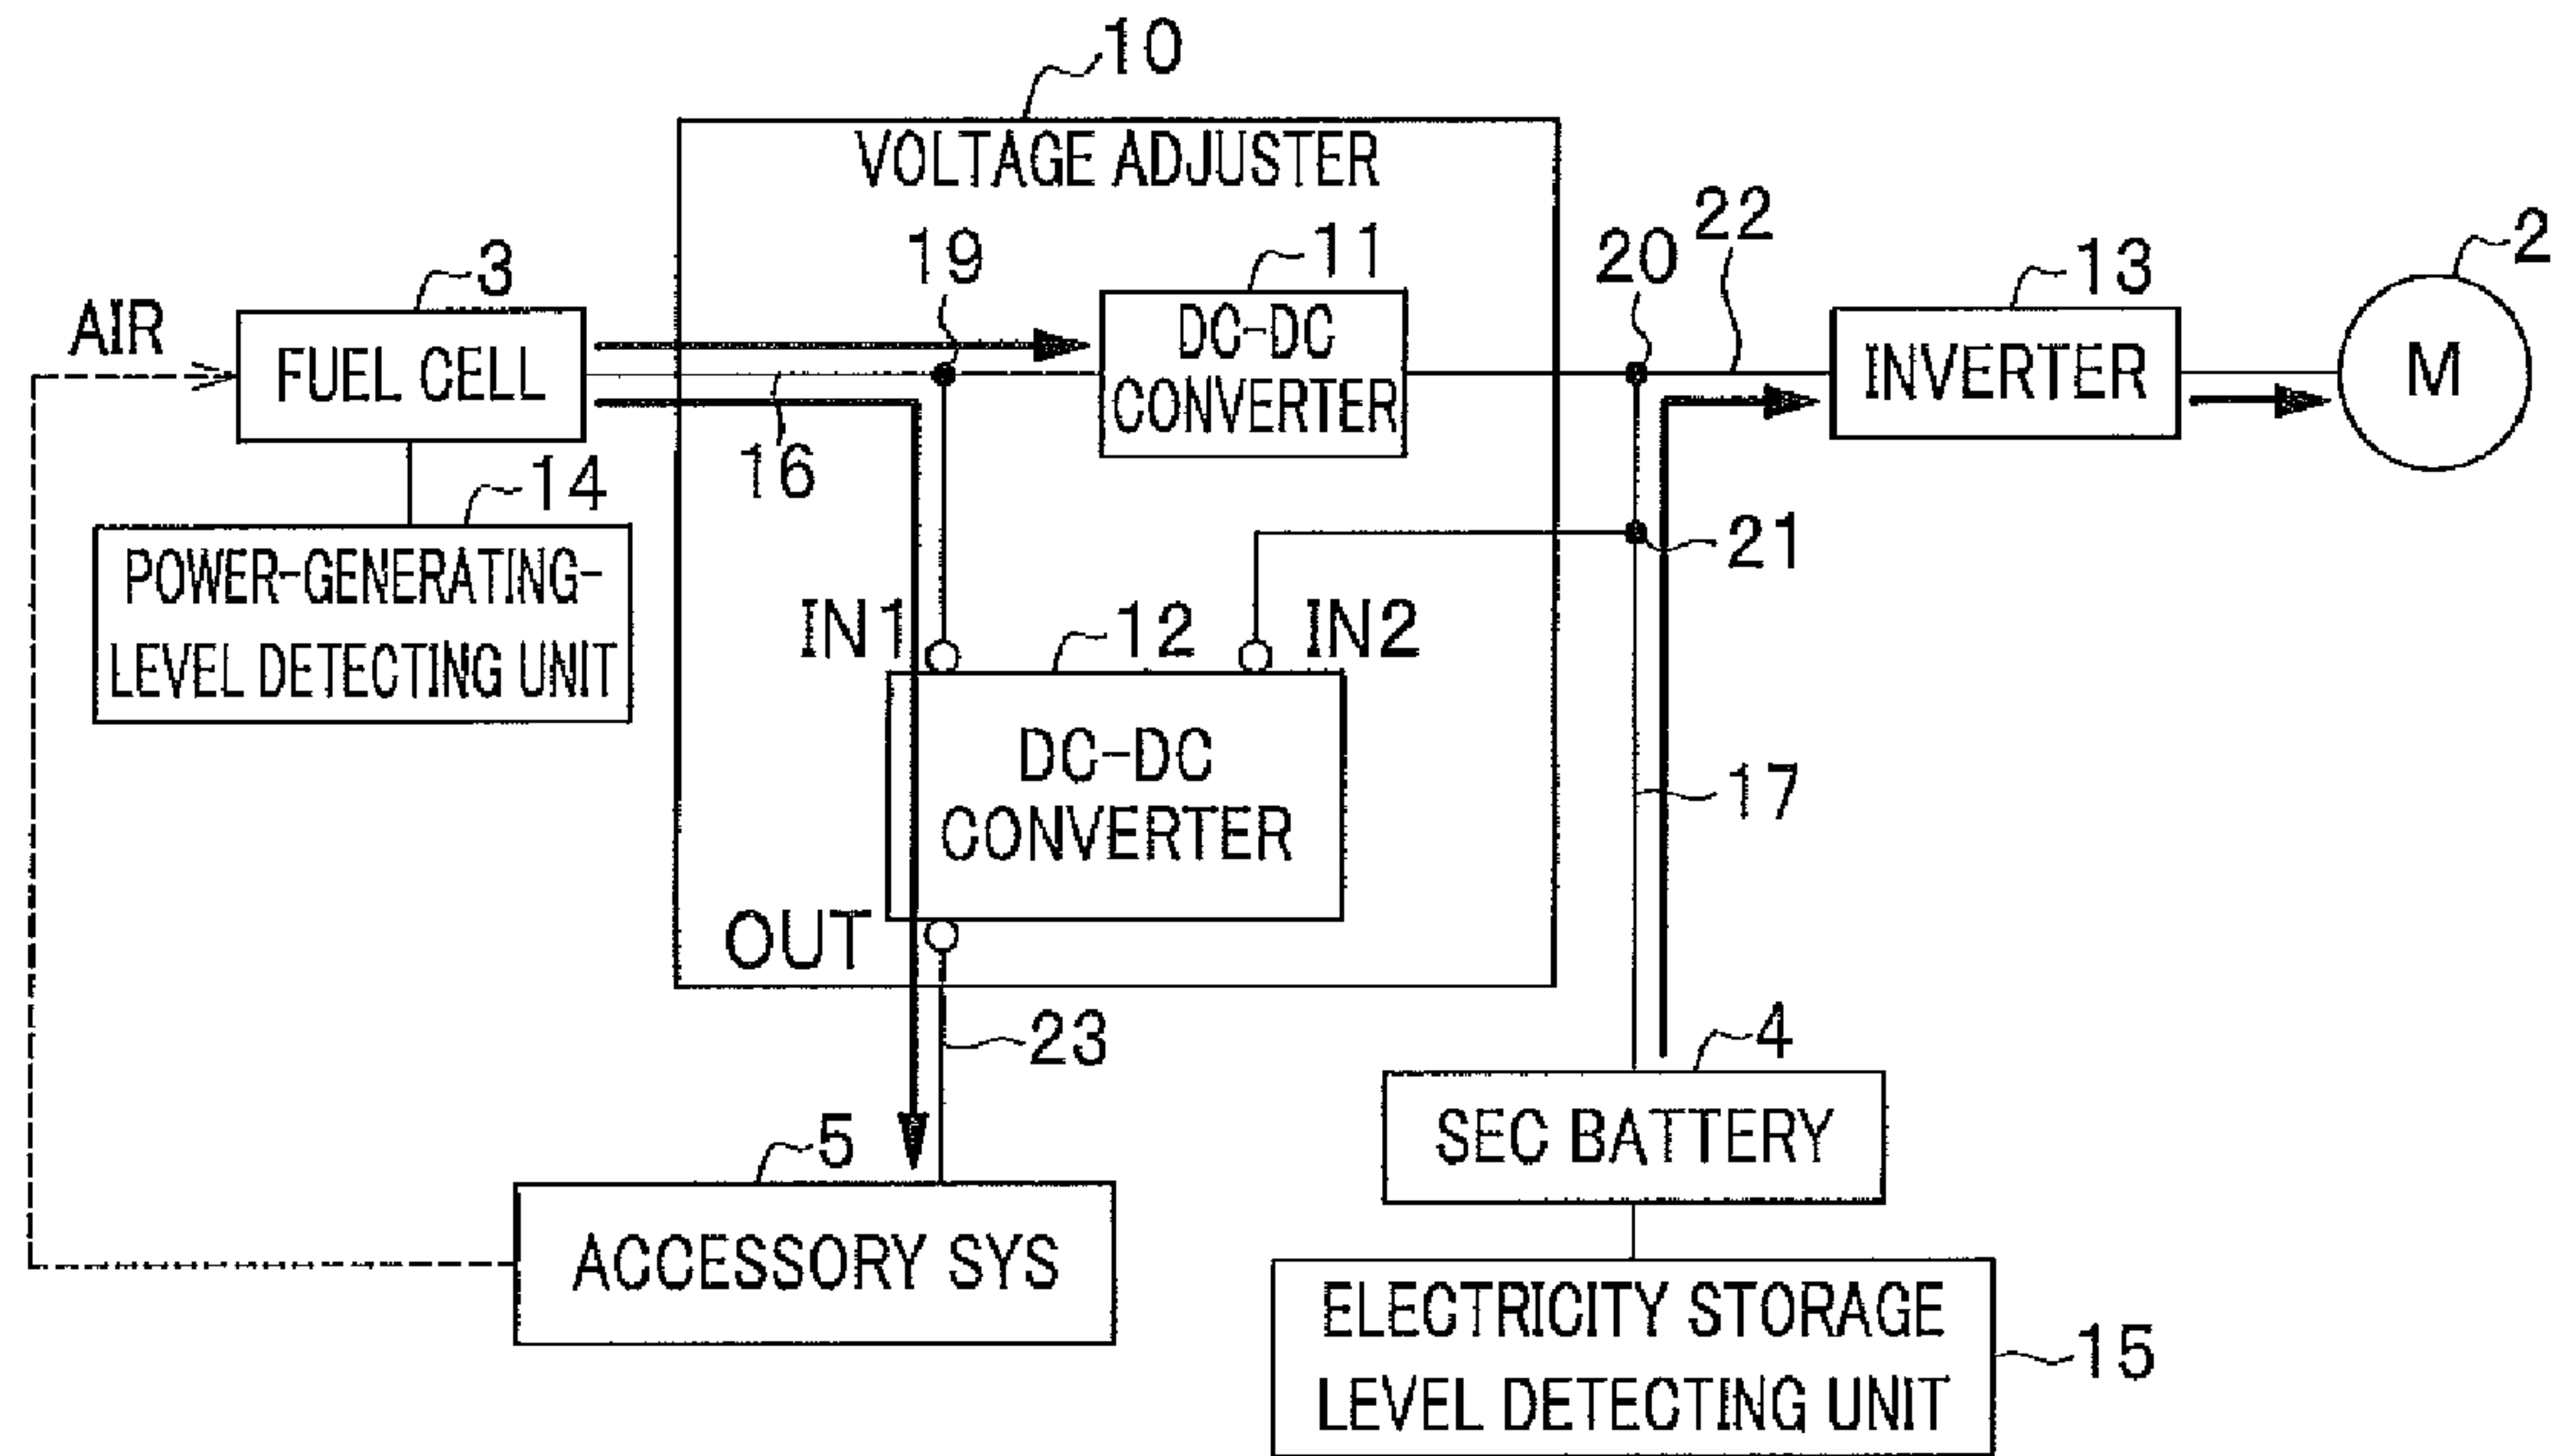 10
VOLTAGE ADJUSTER
22
2
19
11
20
13
3
AIR
FUEL CELL
DC-DC
CONVERTER
INVERTER
M
16
14
21
POWER-GENERATING-
LEVEL DETECTING UNIT
IN1
12
IN2
DC-DC
CONVERTER
17
OUT
23
4
5
SEC BATTERY
ACCESSORY SYS
ELECTRICITY STORAGE
LEVEL DETECTING UNIT
15